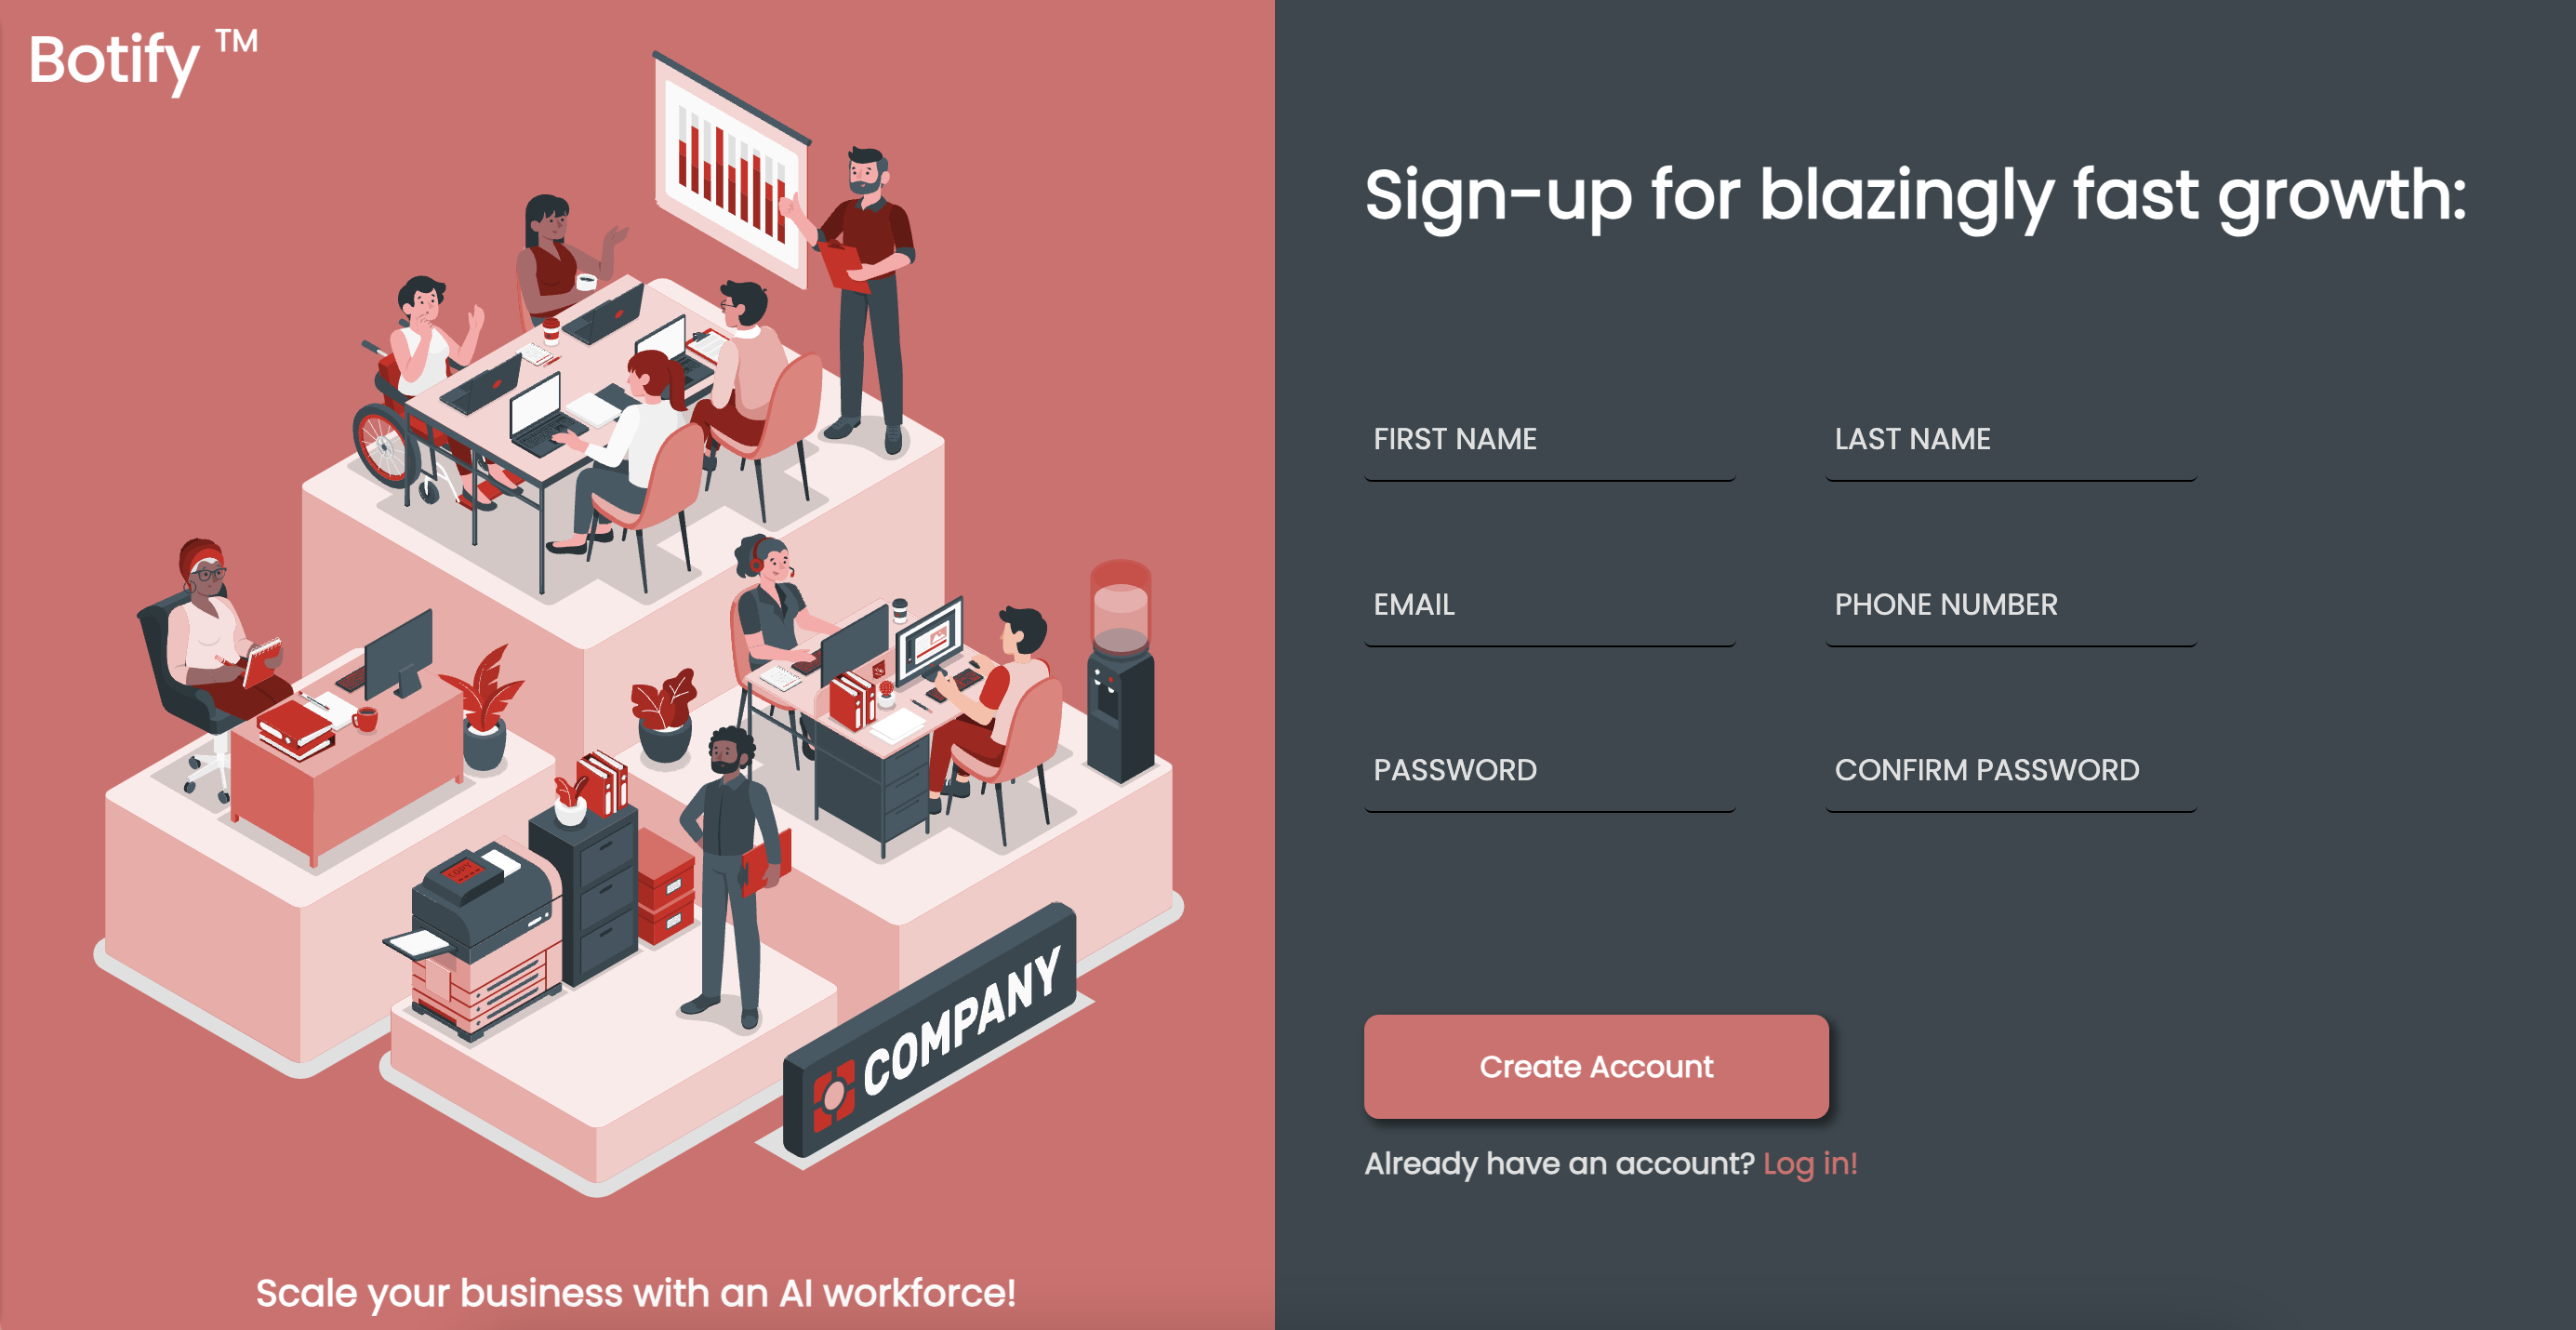 Botify TM
Sign-up for blazingly fast growth:
FIRST NAME
LAST NAME
EMAIL
PHONE NUMBER
PASSWORD
CONFIRM PASSWORD
COPY
COMPANY
Create Account
Already have an account? Log in!
Scale your business with an AI workforce!